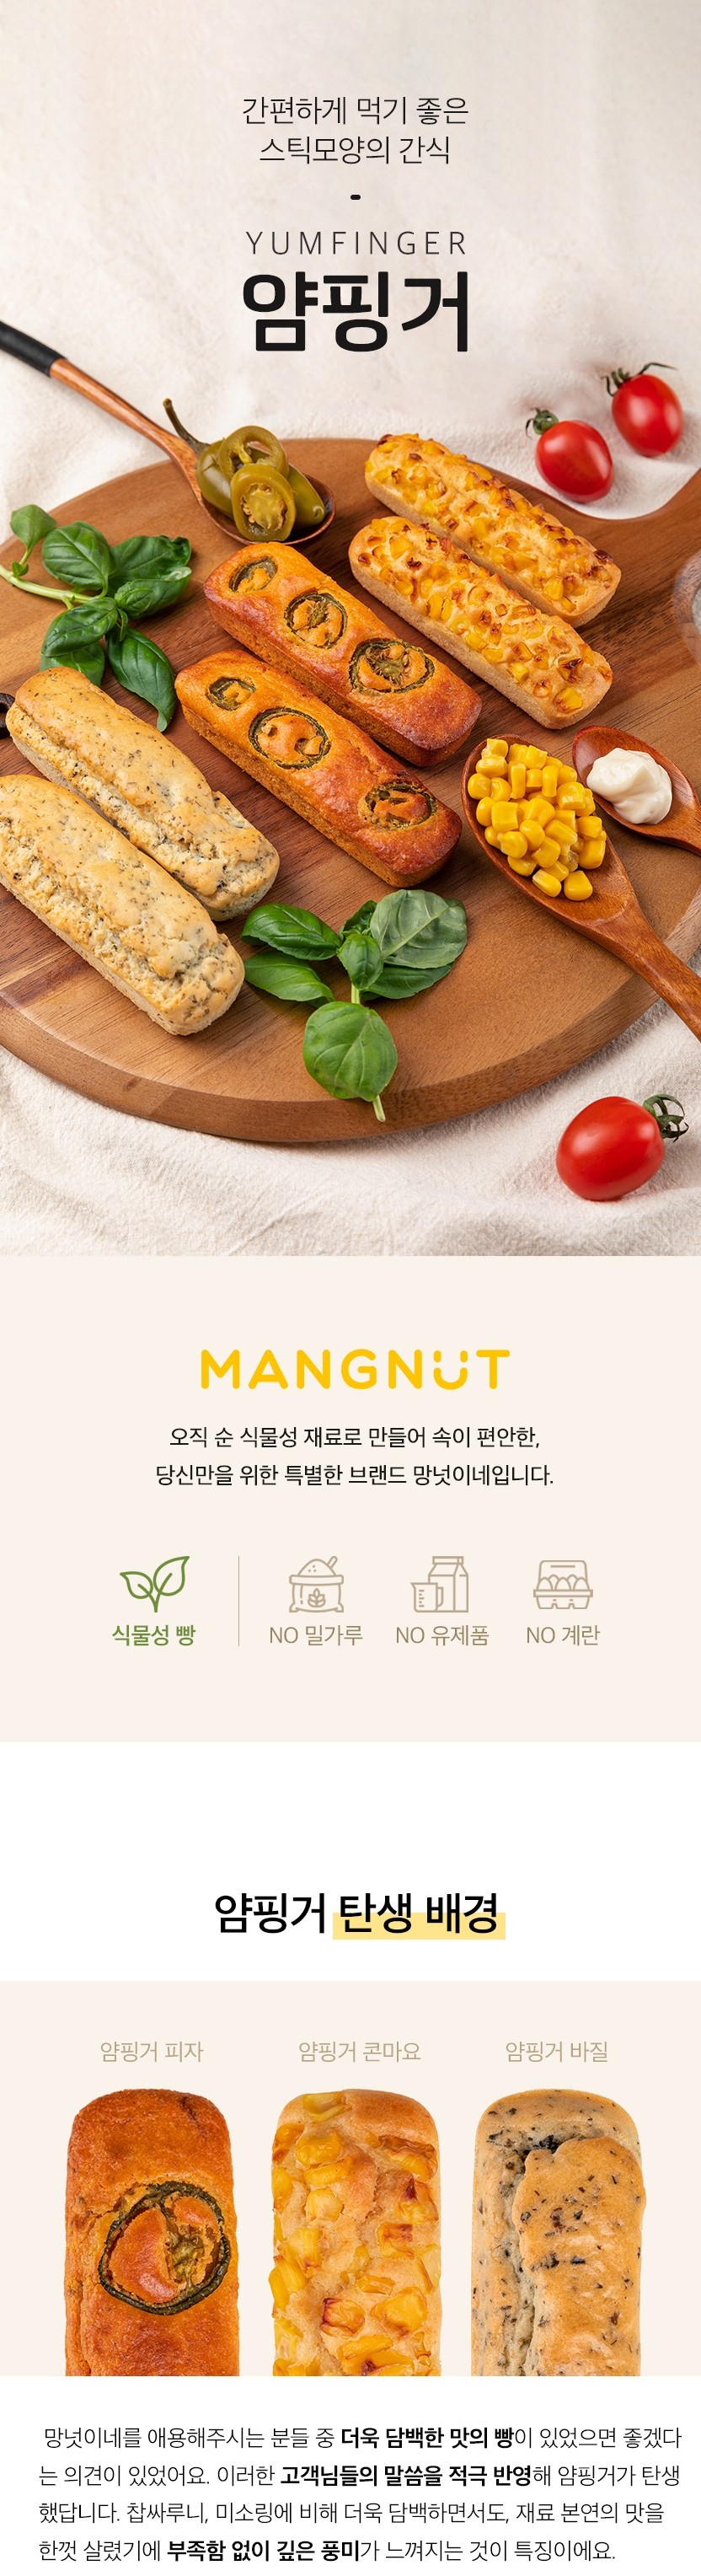 간편하게 먹기 좋은
스틱모양의 간식
-
YUMFINGER
얌핑거
MANGNUT
오직 순 식물성 재료로 만들어 속이 편안한,
당신만을 위한 특별한 브랜드 망넛이네입니다.
식물성 빵
NO 밀가루
NO 유제품
NO 계란
얌핑거 탄생 배경
얌핑거 피자
얌핑거 콘마요
얌핑거 바질
망넛이네를 애용해주시는 분들 중 더욱 담백한 맛의 빵이 있었으면 좋겠다
는 의견이 있었어요. 이러한 고객님들의 말씀을 적극 반영해 얌핑거가 탄생
했답니다. 찹싸루니, 미소링에 비해 더욱 담백하면서도, 재료 본연의 맛을
한껏 살렸기에 부족함 없이 깊은 풍미가 느껴지는 것이 특징이에요.